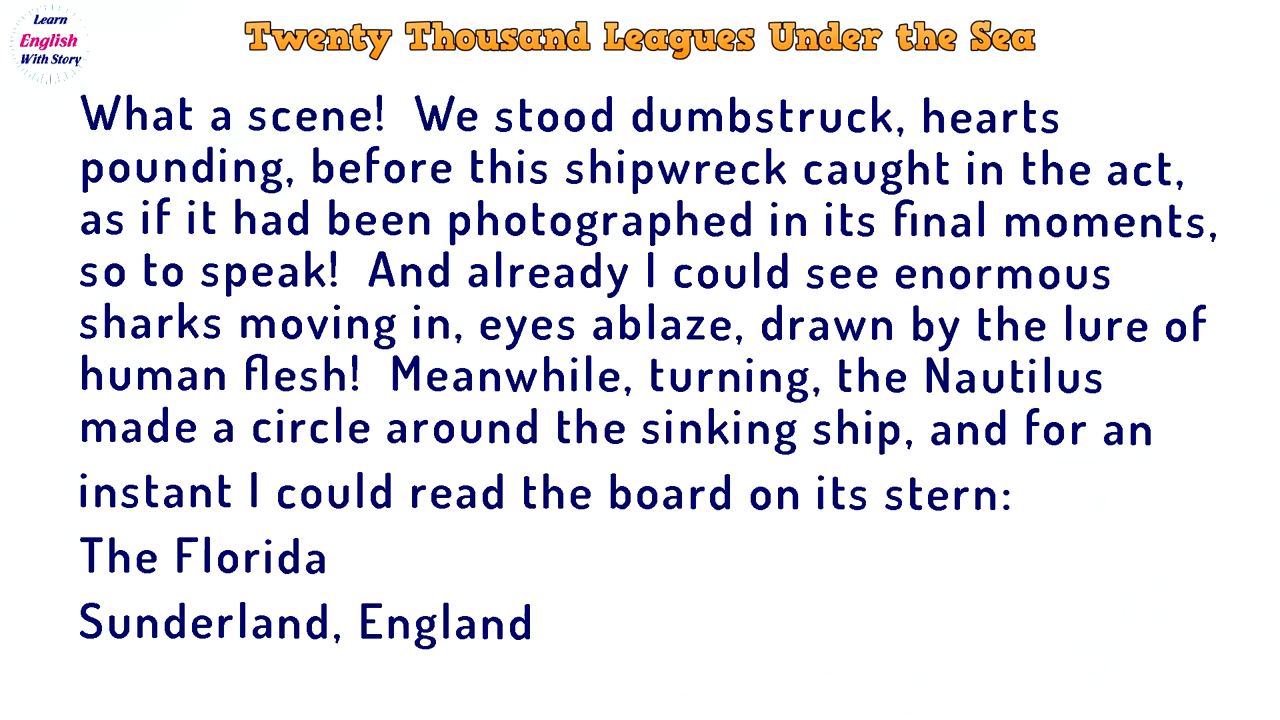 Learn
English
With Story
Twenty Thousand Leagues Under the Sea
What a scene!  We stood dumbstruck, hearts
pounding, before this shipwreck caught in the act,
as if it had been photographed in its final moments,
so to speak!  And already I could see enormous
sharks moving in, eyes ablaze, drawn by the lure of
human flesh!  Meanwhile, turning, the Nautilus
made a circle around the sinking ship, and for an
instant I could read the board on its stern:
The Florida
Sunderland, England